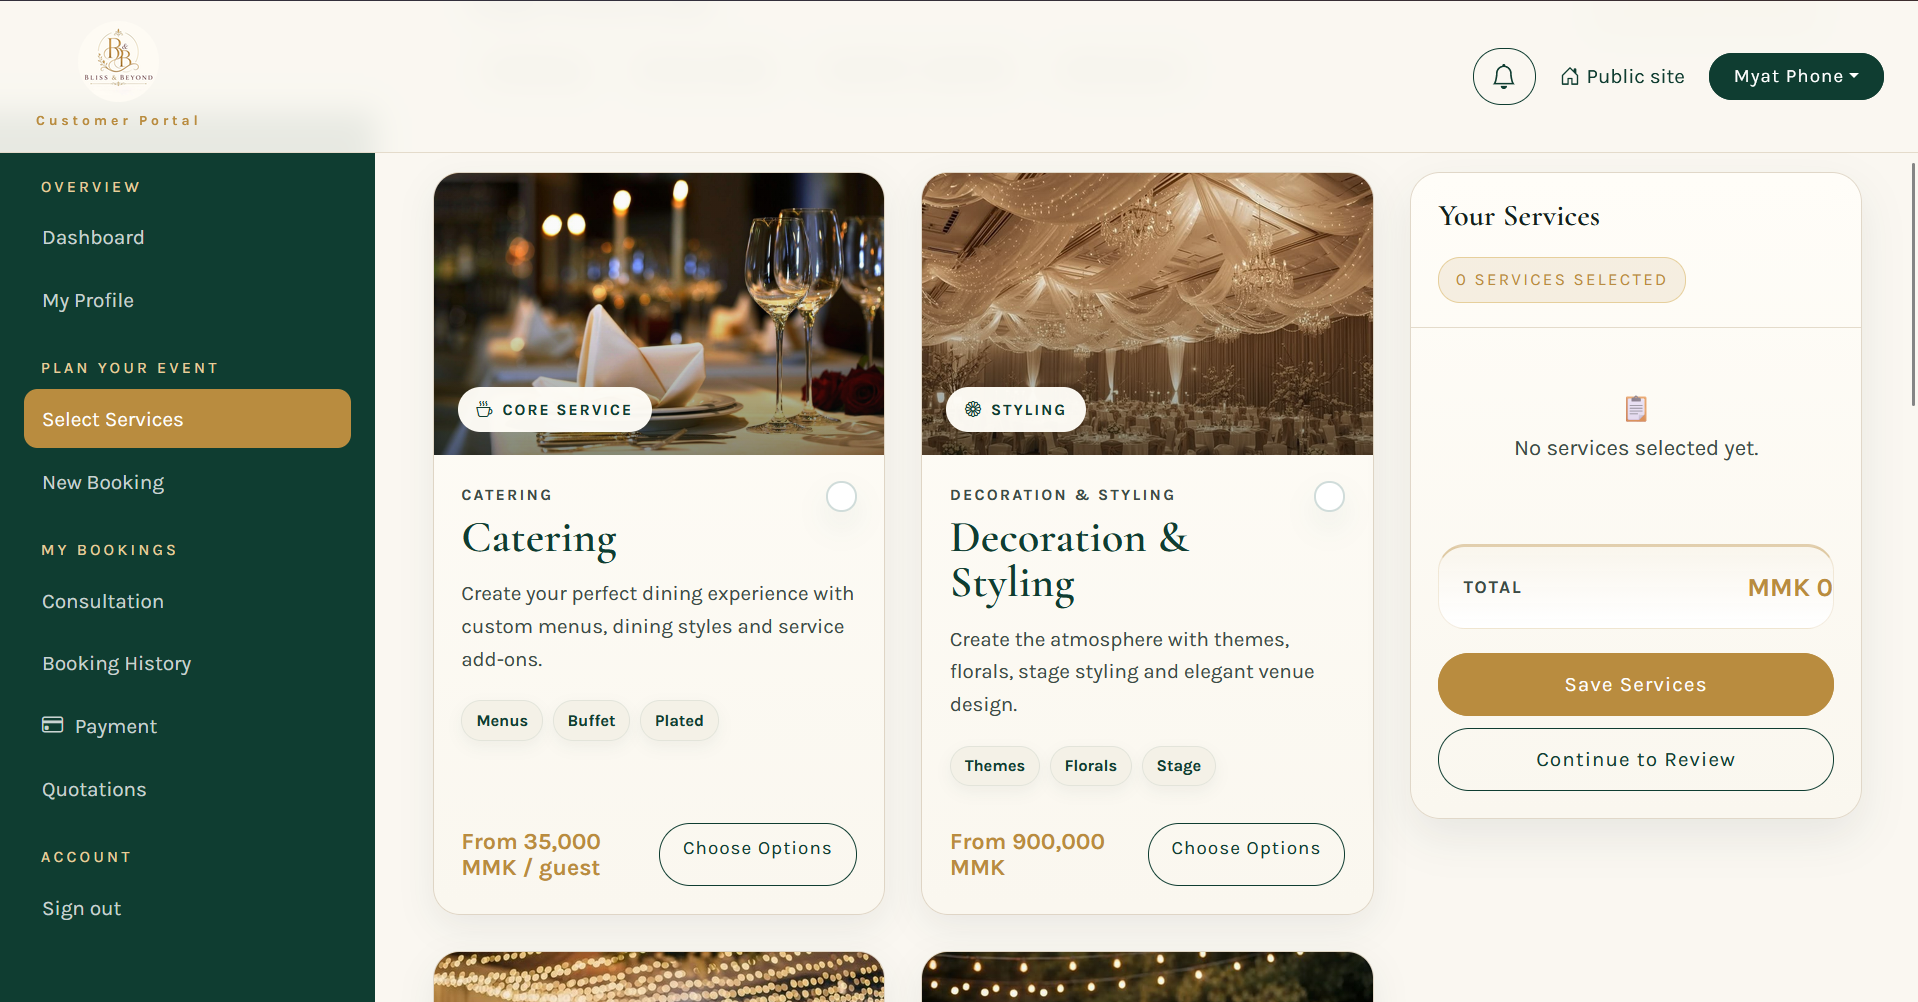 B&B
BLISS & BEYOND
Customer Portal
Public site
Myat Phone
OVERVIEW
Dashboard
My Profile
PLAN YOUR EVENT
Select Services
New Booking
MY BOOKINGS
Consultation
Booking History
Payment
Quotations
ACCOUNT
Sign out
CORE SERVICE
CATERING
Catering
Create your perfect dining experience with
custom menus, dining styles and service
add-ons.
Menus
Buffet
Plated
From 35,000
MMK / guest
Choose Options
STYLING
DECORATION & STYLING
Decoration &
Styling
Create the atmosphere with themes,
florals, stage styling and elegant venue
design.
Themes
Florals
Stage
From 900,000
MMK
Choose Options
Your Services
0 SERVICES SELECTED
No services selected yet.
TOTAL
MMK 0
Save Services
Continue to Review